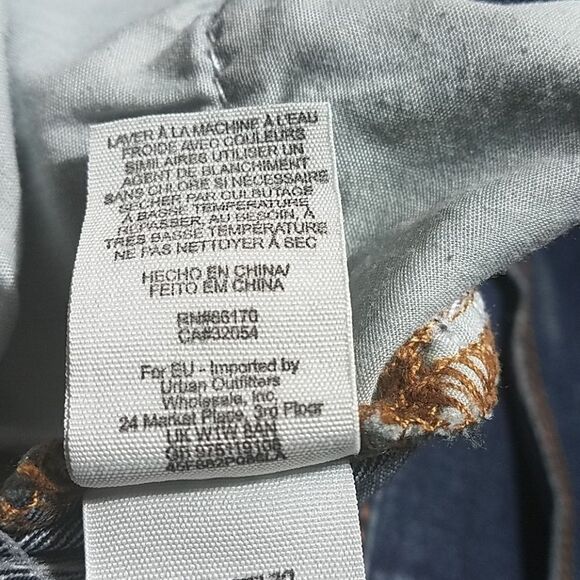 LAVER À LA MACHINE À L'EAU
FROIDE AVEC COULEURS
SIMILAIRES UTILISER UN
AGENT DE BLANCHIMENT
SANS CHLORE SI NÉCESSAIRE
SÉCHER PAR CULBUTAGE
À BASSE TEMPÉRATURE
REPASSER, AU BESOIN, À
TRÈS BASSE TEMPÉRATURE
NE PAS NETTOYER À SEC
HECHO EN CHINA/
FEITO EM CHINA
RN#66170
CA#32054
For EU - Imported by
Urban Outfitters
Wholesale, Inc.
24 Market Place, 3rd Floor
UK W1W 8AN